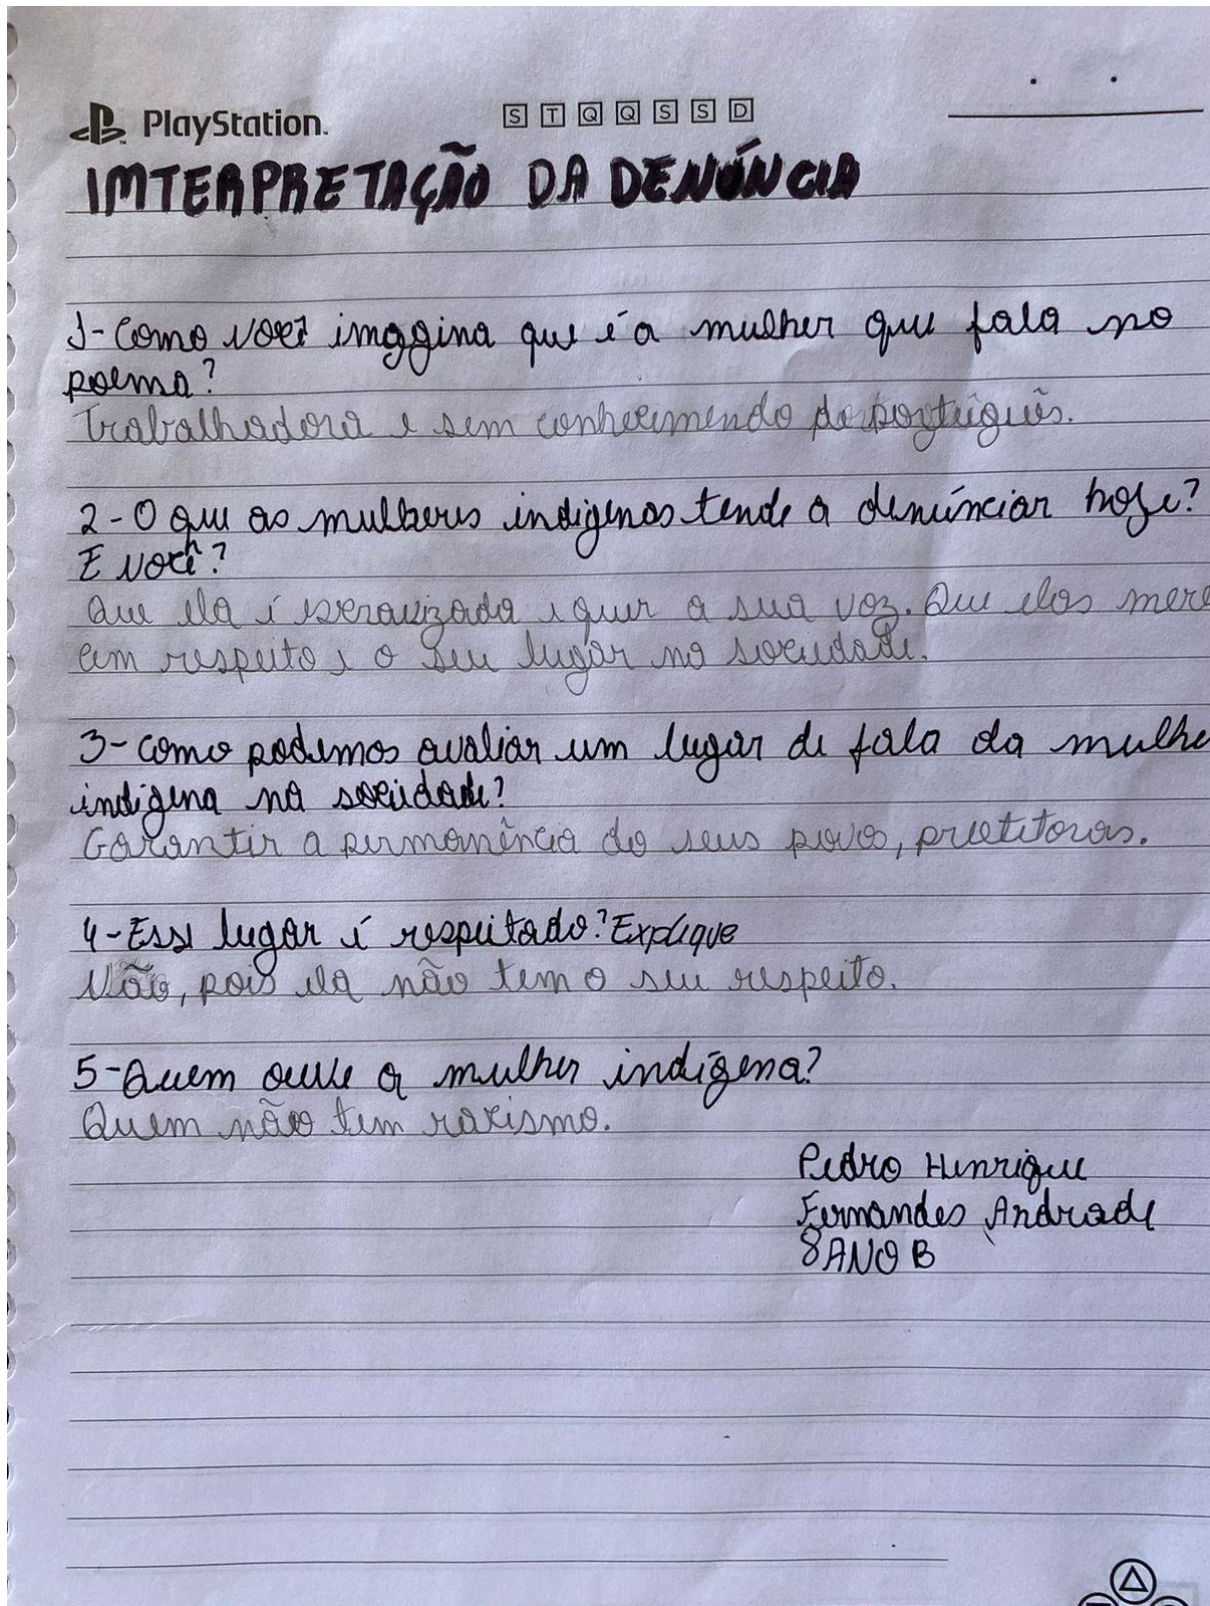 PlayStation.
S T Q Q S S D
IMTERPRETAÇÃO DA DENÚNCIA
1-Como você imagina que é a mulher que fala no
poema?
Trabalhadora e sem conhecimendo do português.
2-O que as mulheres indigenas tende a denúnciar hoje?
E você?
Que ela é escravizada e quer a sua voz. Que elas mere
cem respeito e o seu lugar na sociedade.
3-Como podemos avaliar um lugar de fala da mulhe
indígena na sociedade?
Garantir a permanência do seus povos,
4-Esse lugar é respeitado? Explique
Não, pois ela não tem o seu respeito.
5-Quem ouve a mulher indígena?
Quem não tem racismo.
Pedro Henrique
Fernandes Andrade
8ANO B